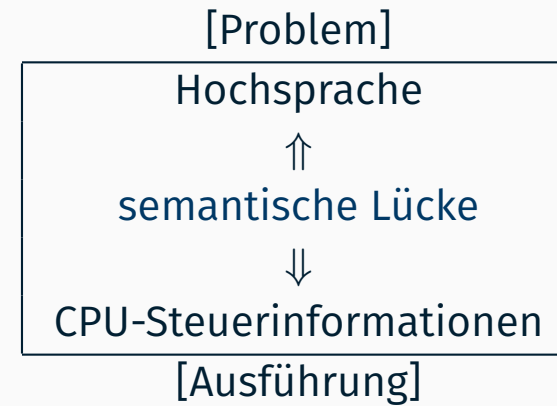 [Problem]
Hochsprache
⇑
semantische Lücke
⇓
CPU-Steuerinformationen
[Ausführung]